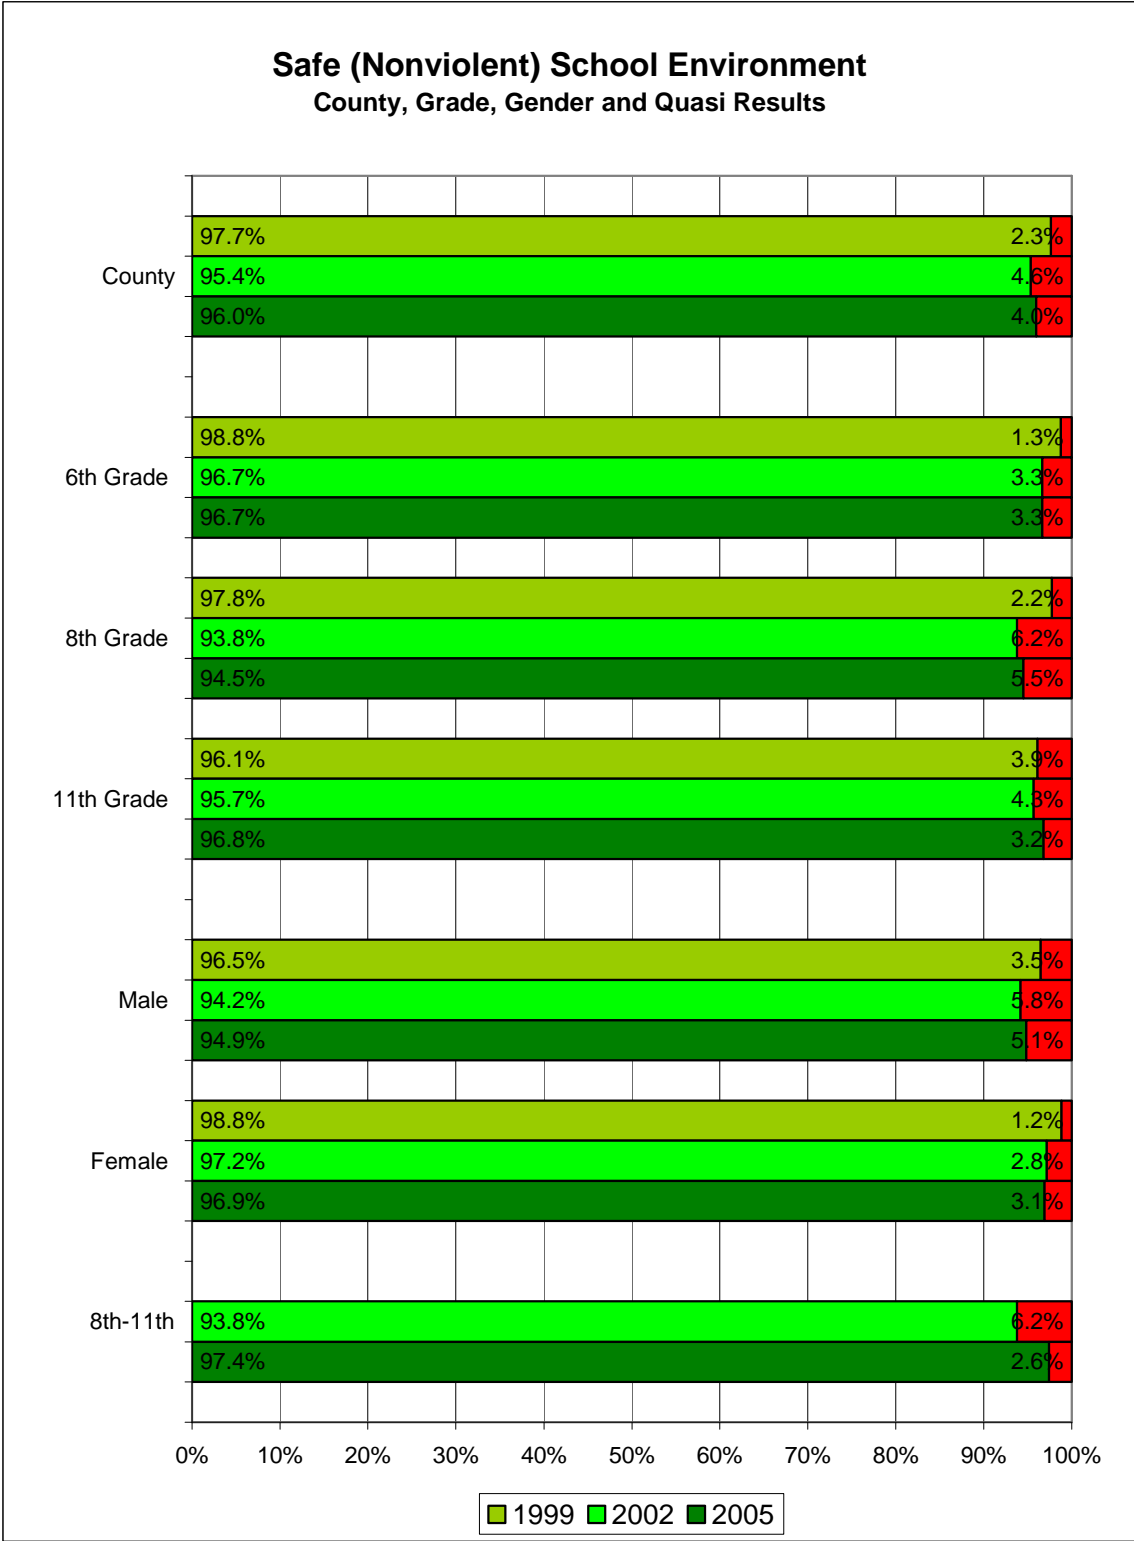 Safe (Nonviolent) School Environment
County, Grade, Gender and Quasi Results
97.7% 2.3%
County 95.4% 4.6%
96.0% 4.0%
98.8% 1.3%
6th Grade 96.7% 3.3%
96.7% 3.3%
97.8% 2.2%
8th Grade 93.8% 6.2%
94.5% 5.5%
96.1% 3.9%
11th Grade 95.7% 4.3%
96.8% 3.2%
96.5% 3.5%
Male 94.2% 5.8%
94.9% 5.1%
98.8% 1.2%
Female 97.2% 2.8%
96.9% 3.1%
8th-11th 93.8% 6.2%
97.4% 2.6%
0% 10% 20% 30% 40% 50% 60% 70% 80% 90% 100%
1999 2002 2005